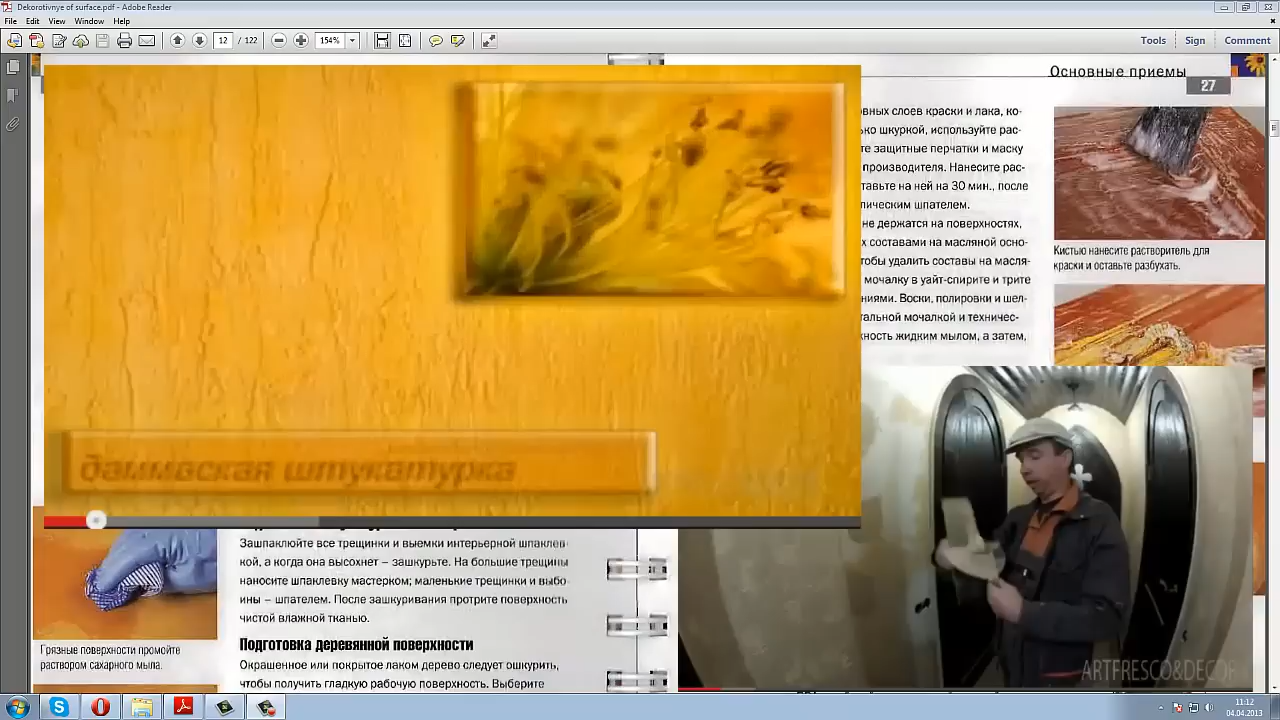 Dekorotivnye of surface.pdf - Adobe Reader
File Edit View Window Help
12 / 122
154%
Tools Sign Comment
Основные приемы
27
вных слоев краски и лака, ко-
ько шкуркой, используйте рас-
те защитные перчатки и маску
производителя. Нанесите рас-
тавьте на ней на 30 мин., после
лическим шпателем.
не держатся на поверхностях,
х составами на масляной осно-
тобы удалить составы на масля-
мочалку в уайт-спирите и трите
ниями. Воски, полировки и шел-
тальной мочалкой и техничес-
хность жидким мылом, а затем,
Кистью нанесите растворитель для
краски и оставьте разбухать.
даммаская штукатурка
Зашпаклюйте все трещинки и выемки интерьерной шпаклев-
кой, а когда она высохнет – зашкурьте. На большие трещины
наносите шпаклевку мастерком; маленькие трещинки и выбо-
ины – шпателем. После зашкуривания протрите поверхность
чистой влажной тканью.
Подготовка деревянной поверхности
Окрашенное или покрытое лаком дерево следует ошкурить,
чтобы получить гладкую рабочую поверхность. Выберите
Грязные поверхности промойте
раствором сахарного мыла.
ARTFRESCO&DECOR
11:12
04.04.2013